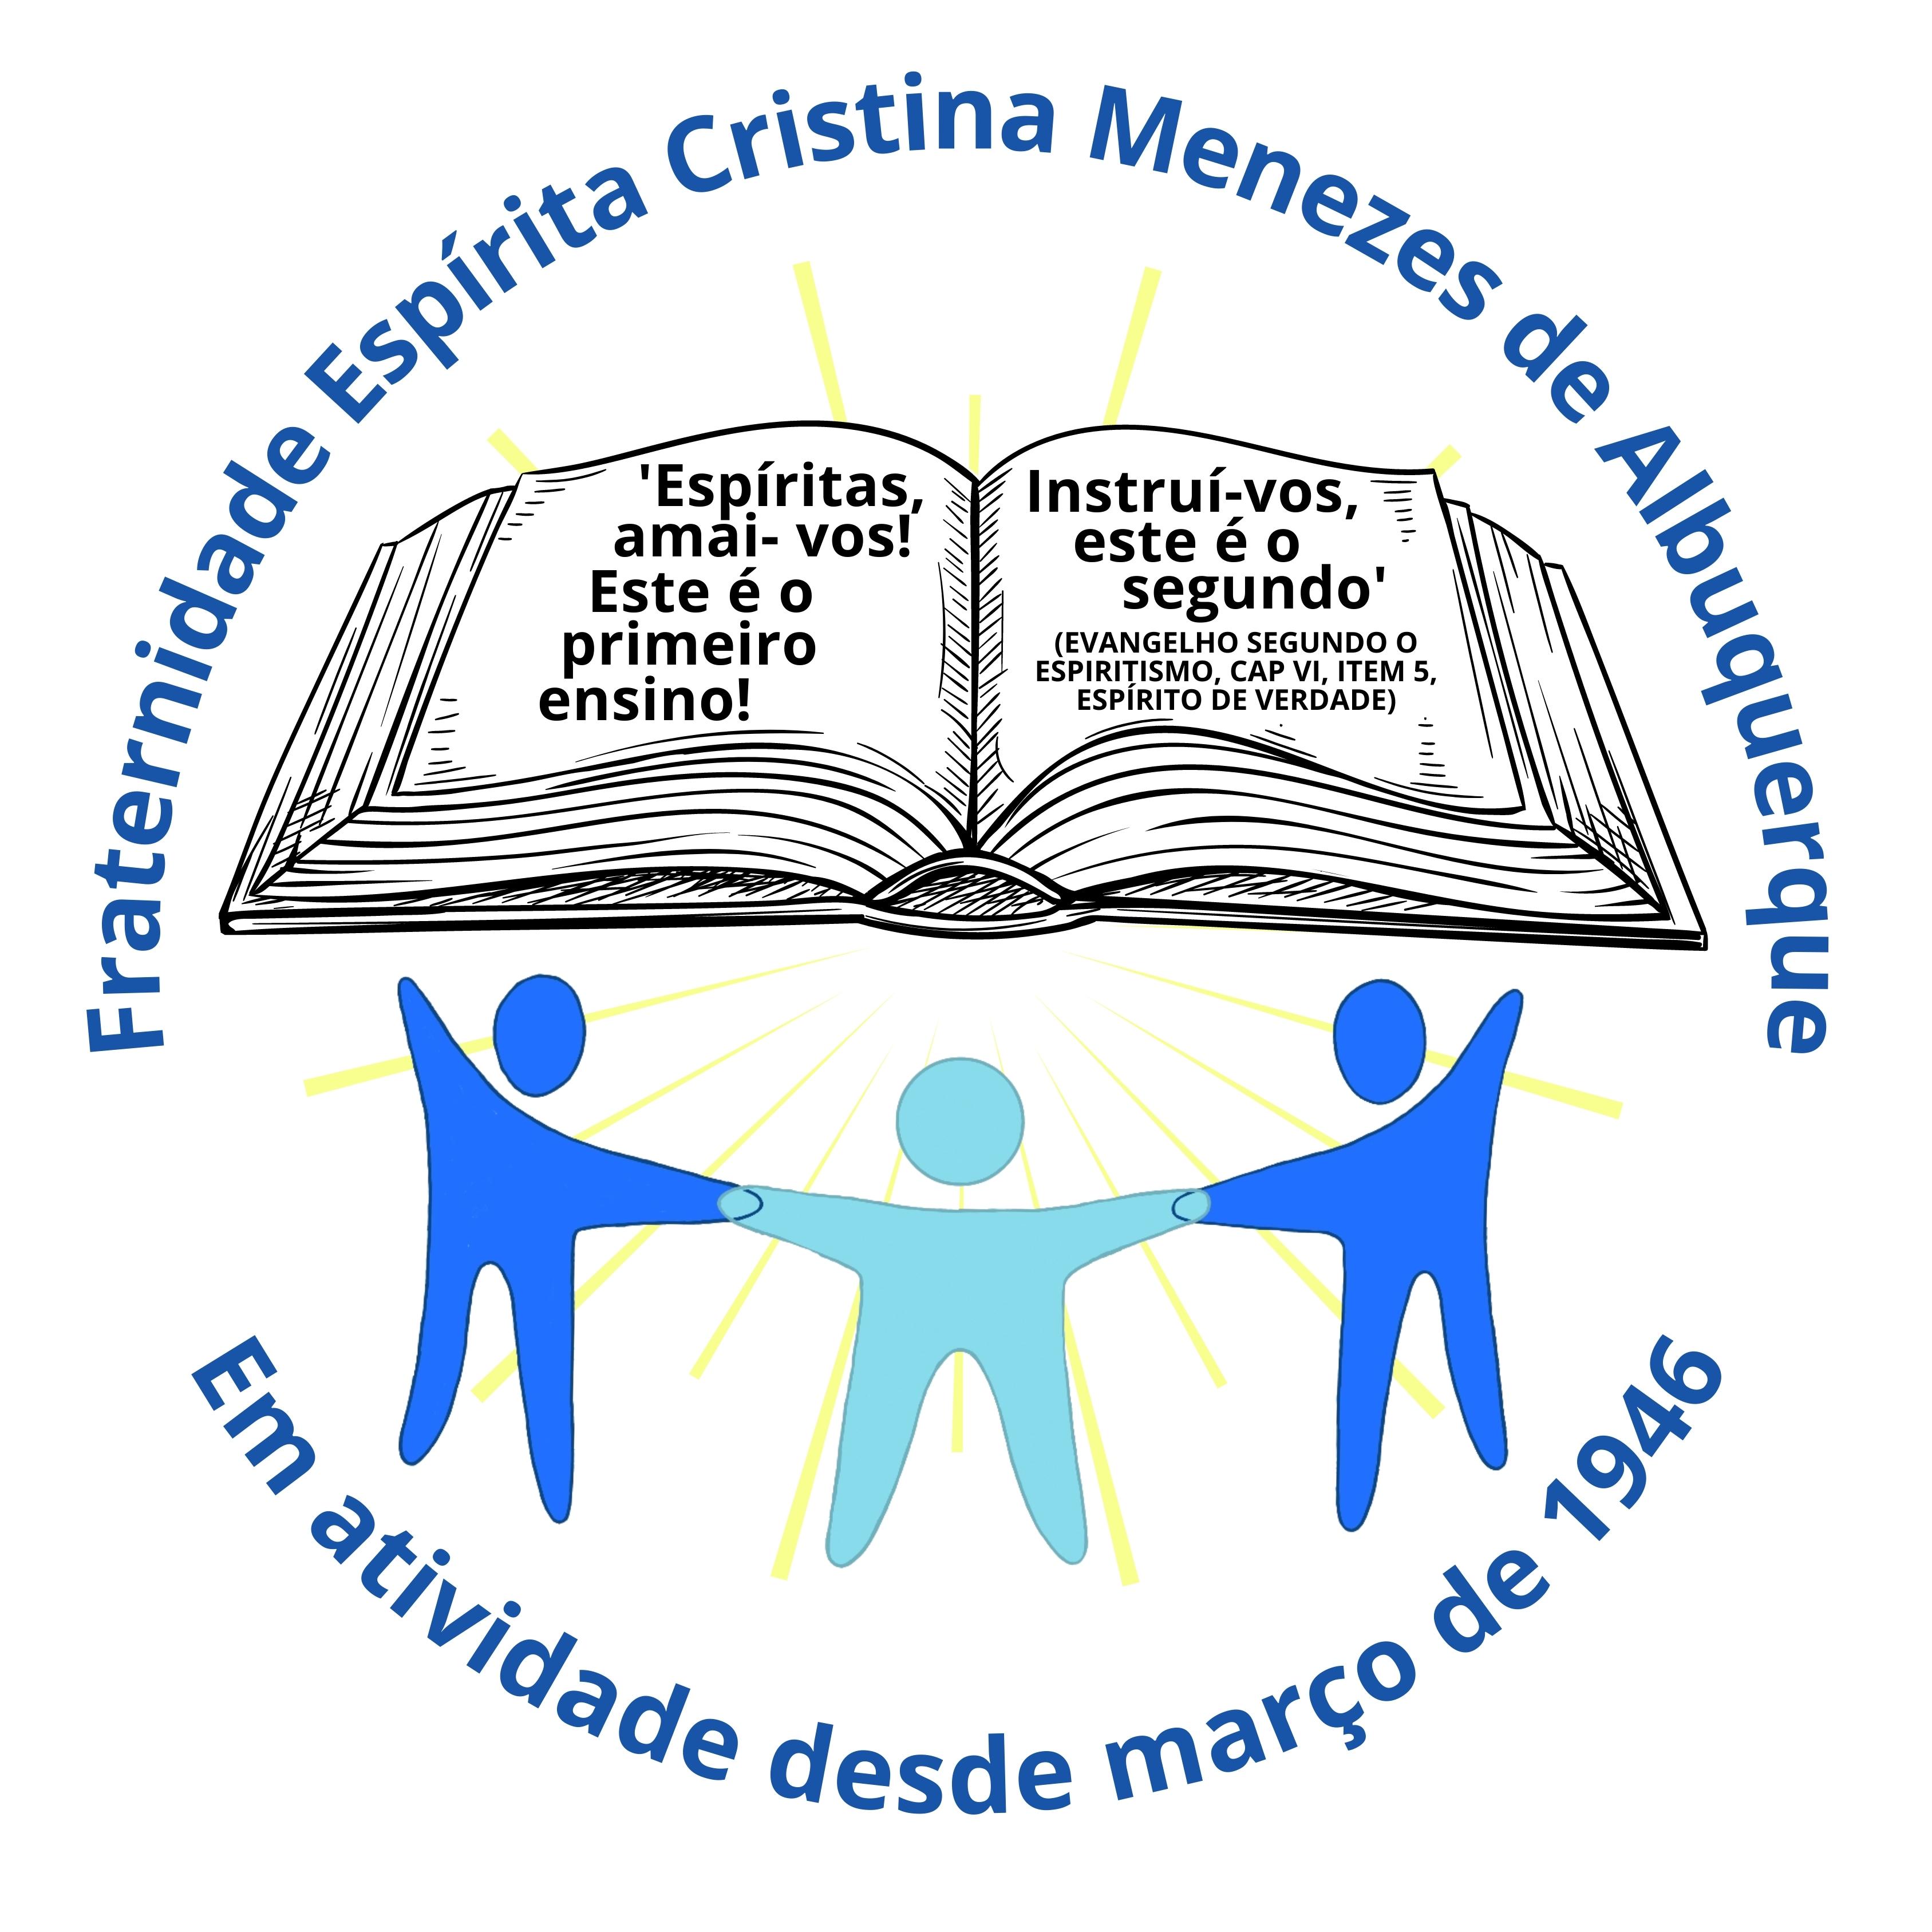 Fraternidade Espírita Cristina Menezes de Albuquerque
'Espíritas,
amai- vos!
Este é o
primeiro
ensino!
Instruí-vos,
este é o
segundo'
(EVANGELHO SEGUNDO O
ESPIRITISMO, CAP VI, ITEM 5,
ESPÍRITO DE VERDADE)
Em atividade desde março de 1946